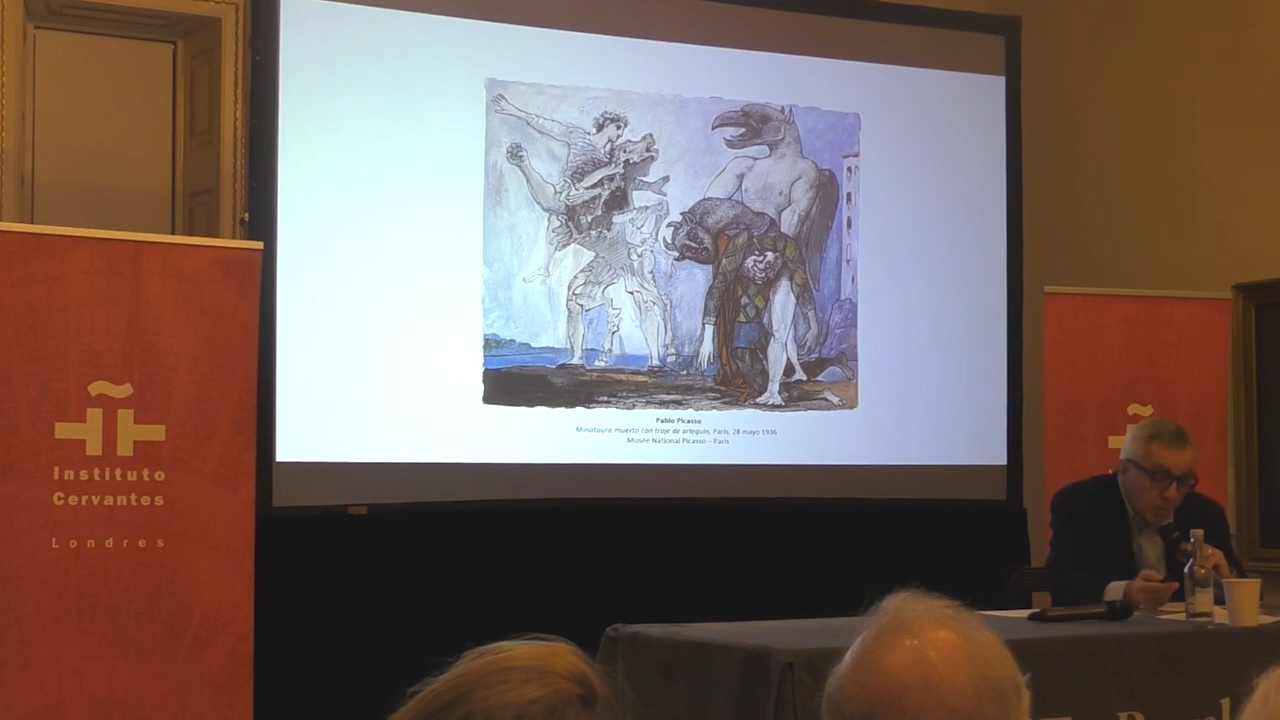 Instituto
Cervantes
Londres
Pablo Picasso
Minotauro muerto con traje de arlequín, París, 28 mayo 1936
Musée National Picasso – Paris